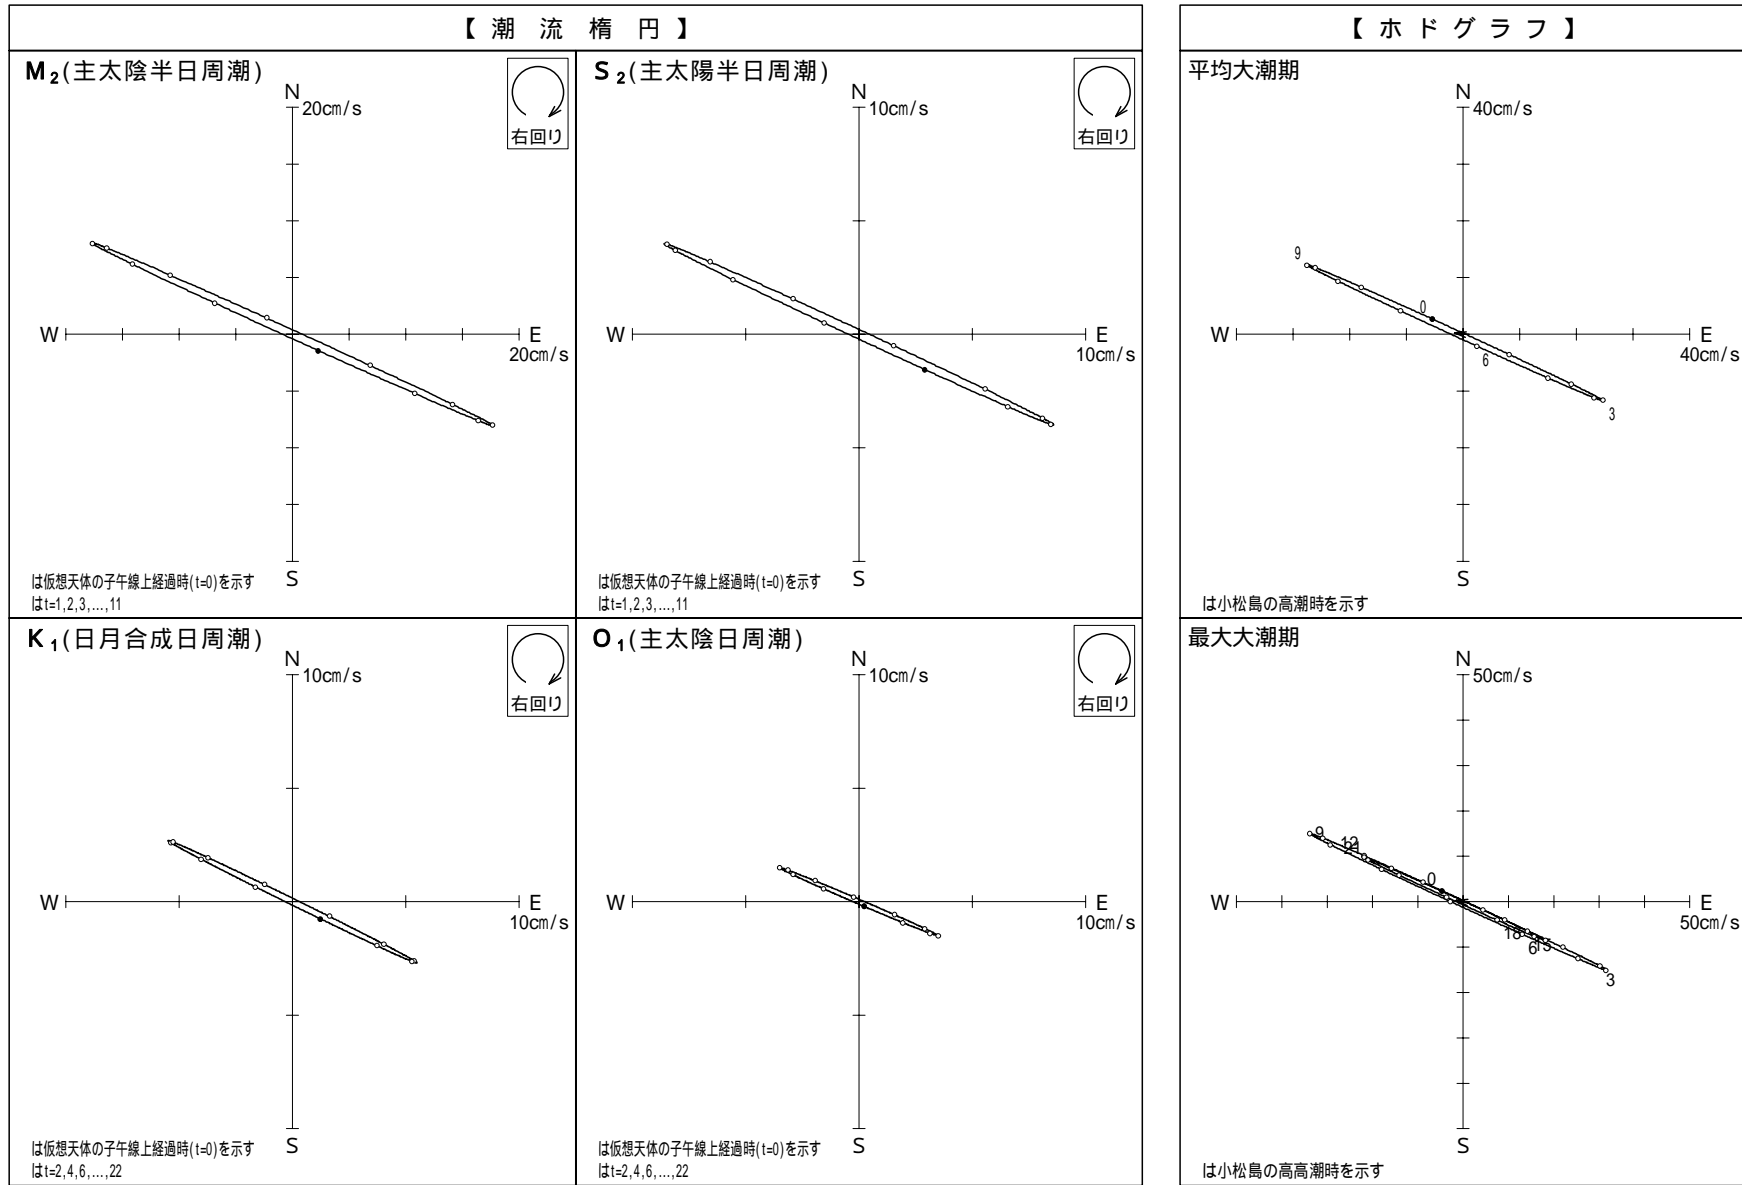 【潮流楕円】
【ホドグラフ】
M₂(主太陰半日周潮)
右回り
N
20cm/s
W
E
20cm/s
S
は仮想天体の子午線上経過時(t=0)を示す
はt=1,2,3,...,11
S₂(主太陽半日周潮)
右回り
N
10cm/s
W
E
10cm/s
S
は仮想天体の子午線上経過時(t=0)を示す
はt=1,2,3,...,11
平均大潮期
N
40cm/s
9
0
W
E
40cm/s
6
3
S
は小松島の高潮時を示す
K₁(日月合成日周潮)
右回り
N
10cm/s
W
E
10cm/s
S
は仮想天体の子午線上経過時(t=0)を示す
はt=2,4,6,...,22
O₁(主太陰日周潮)
右回り
N
10cm/s
W
E
10cm/s
S
は仮想天体の子午線上経過時(t=0)を示す
はt=2,4,6,...,22
最大大潮期
N
50cm/s
9
12
21
0
W
E
50cm/s
18
6
15
3
S
は小松島の高高潮時を示す